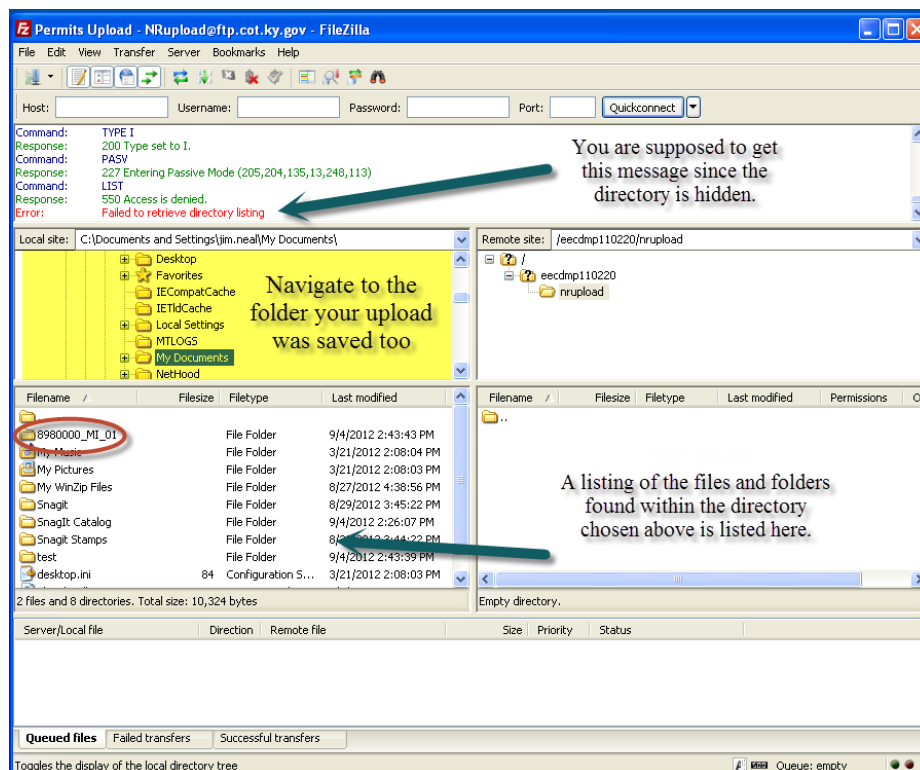 Permits Upload - NRupload@ftp.cot.ky.gov - FileZilla
File Edit View Transfer Server Bookmarks Help
Host: Username: Password: Port: Quickconnect
Command: TYPE I
Response: 200 Type set to I.
Command: PASV
Response: 227 Entering Passive Mode (205,204,135,13,248,113)
Command: LIST
Response: 550 Access is denied.
Error: Failed to retrieve directory listing
You are supposed to get
this message since the
directory is hidden.
Local site: C:\Documents and Settings\jim.neal\My Documents\
Desktop
Favorites
IECompatCache
IETldCache
Local Settings
MTLOGS
My Documents
NetHood
Navigate to the
folder your upload
was saved too
Remote site: /eecdmp110220/nrupload
/
eecdmp110220
nrupload
Filename Filesize Filetype Last modified
..
8980000_MI_01 File Folder 9/4/2012 2:43:43 PM
My Music File Folder 3/21/2012 2:08:04 PM
My Pictures File Folder 3/21/2012 2:08:03 PM
My WinZip Files File Folder 8/27/2012 4:38:56 PM
Snagit File Folder 8/29/2012 3:45:22 PM
SnagIt Catalog File Folder 9/4/2012 2:26:07 PM
Snagit Stamps File Folder 3:44:22 PM
test File Folder 9/4/2012 2:43:39 PM
desktop.ini 84 Configuration S... 3/21/2012 2:08:03 PM
2 files and 8 directories. Total size: 10,324 bytes
Filename Filesize Filetype Last modified Permissions O
..
A listing of the files and folders
found within the directory
chosen above is listed here.
Empty directory.
Server/Local file Direction Remote file Size Priority Status
Queued files Failed transfers Successful transfers
Toggles the display of the local directory tree Queue: empty